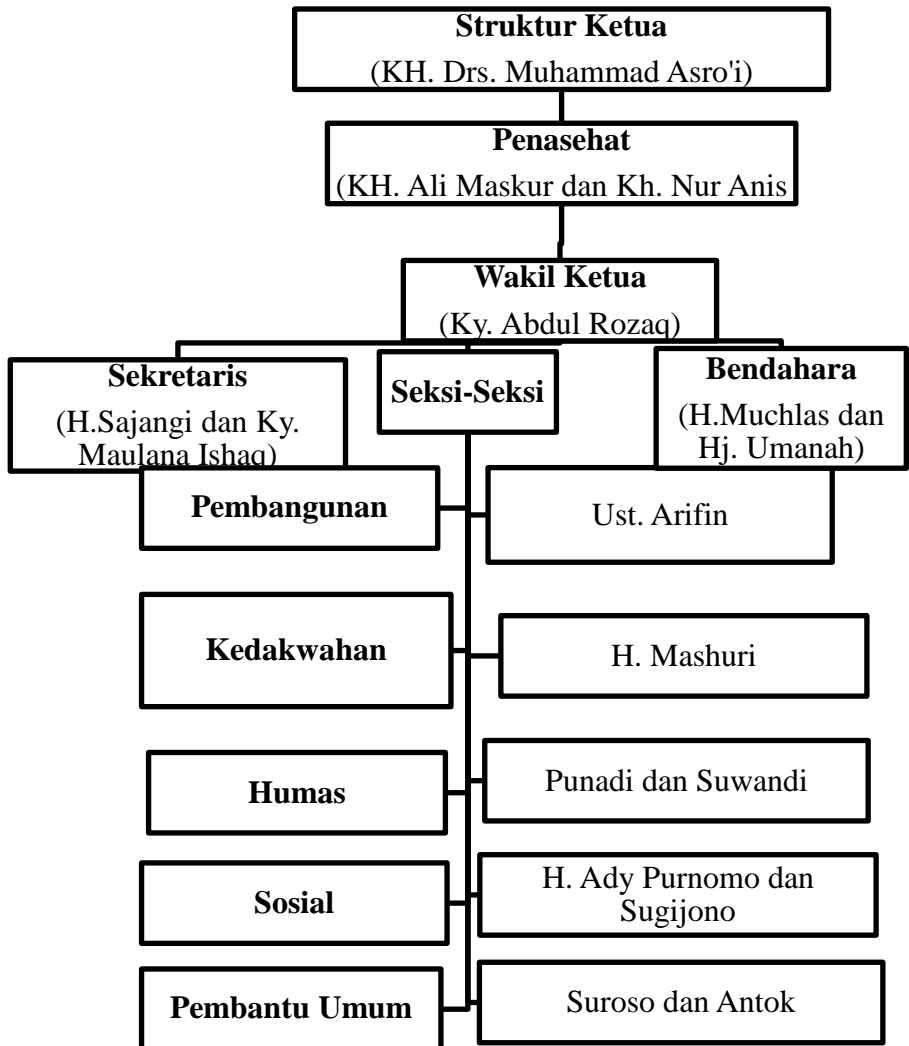 Struktur Ketua
(KH. Drs. Muhammad Asro'i)
Penasehat
(KH. Ali Maskur dan Kh. Nur Anis
Wakil Ketua
(Ky. Abdul Rozaq)
Sekretaris
(H.Sajangi dan Ky.
Maulana Ishaq)
Seksi-Seksi
Bendahara
(H.Muchlas dan
Hj. Umanah)
Pembangunan
Ust. Arifin
Kedakwahan
H. Mashuri
Humas
Punadi dan Suwandi
Sosial
H. Ady Purnomo dan
Sugijono
Pembantu Umum
Suroso dan Antok